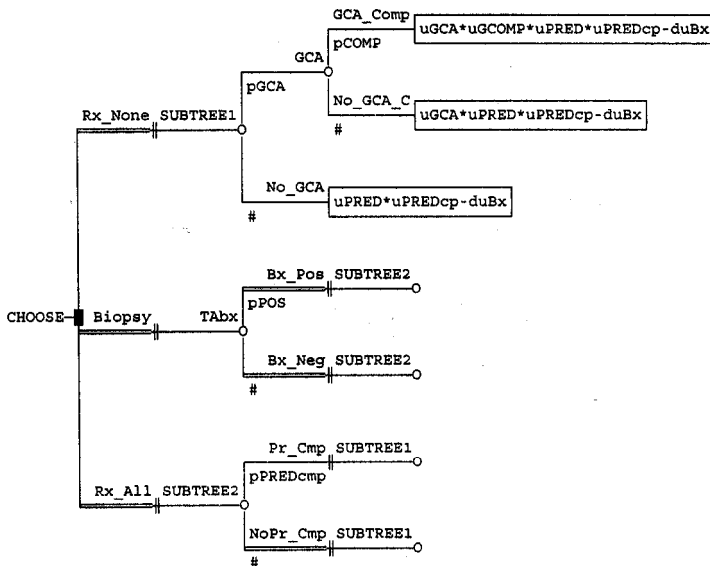 GCA_Comp
uGCA*uGCOMP*uPRED*uPREDcp-duBx
pCOMP
GCA
pGCA
No_GCA_C
uGCA*uPRED*uPREDcp-duBx
#
Rx_None SUBTREE1
No_GCA
uPRED*uPREDcp-duBx
#
Bx_Pos SUBTREE2
pPOS
CHOOSE
Biopsy
TAbx
Bx_Neg SUBTREE2
#
Pr_Cmp SUBTREE1
pPREDcmp
Rx_All SUBTREE2
NoPr_Cmp SUBTREE1
#